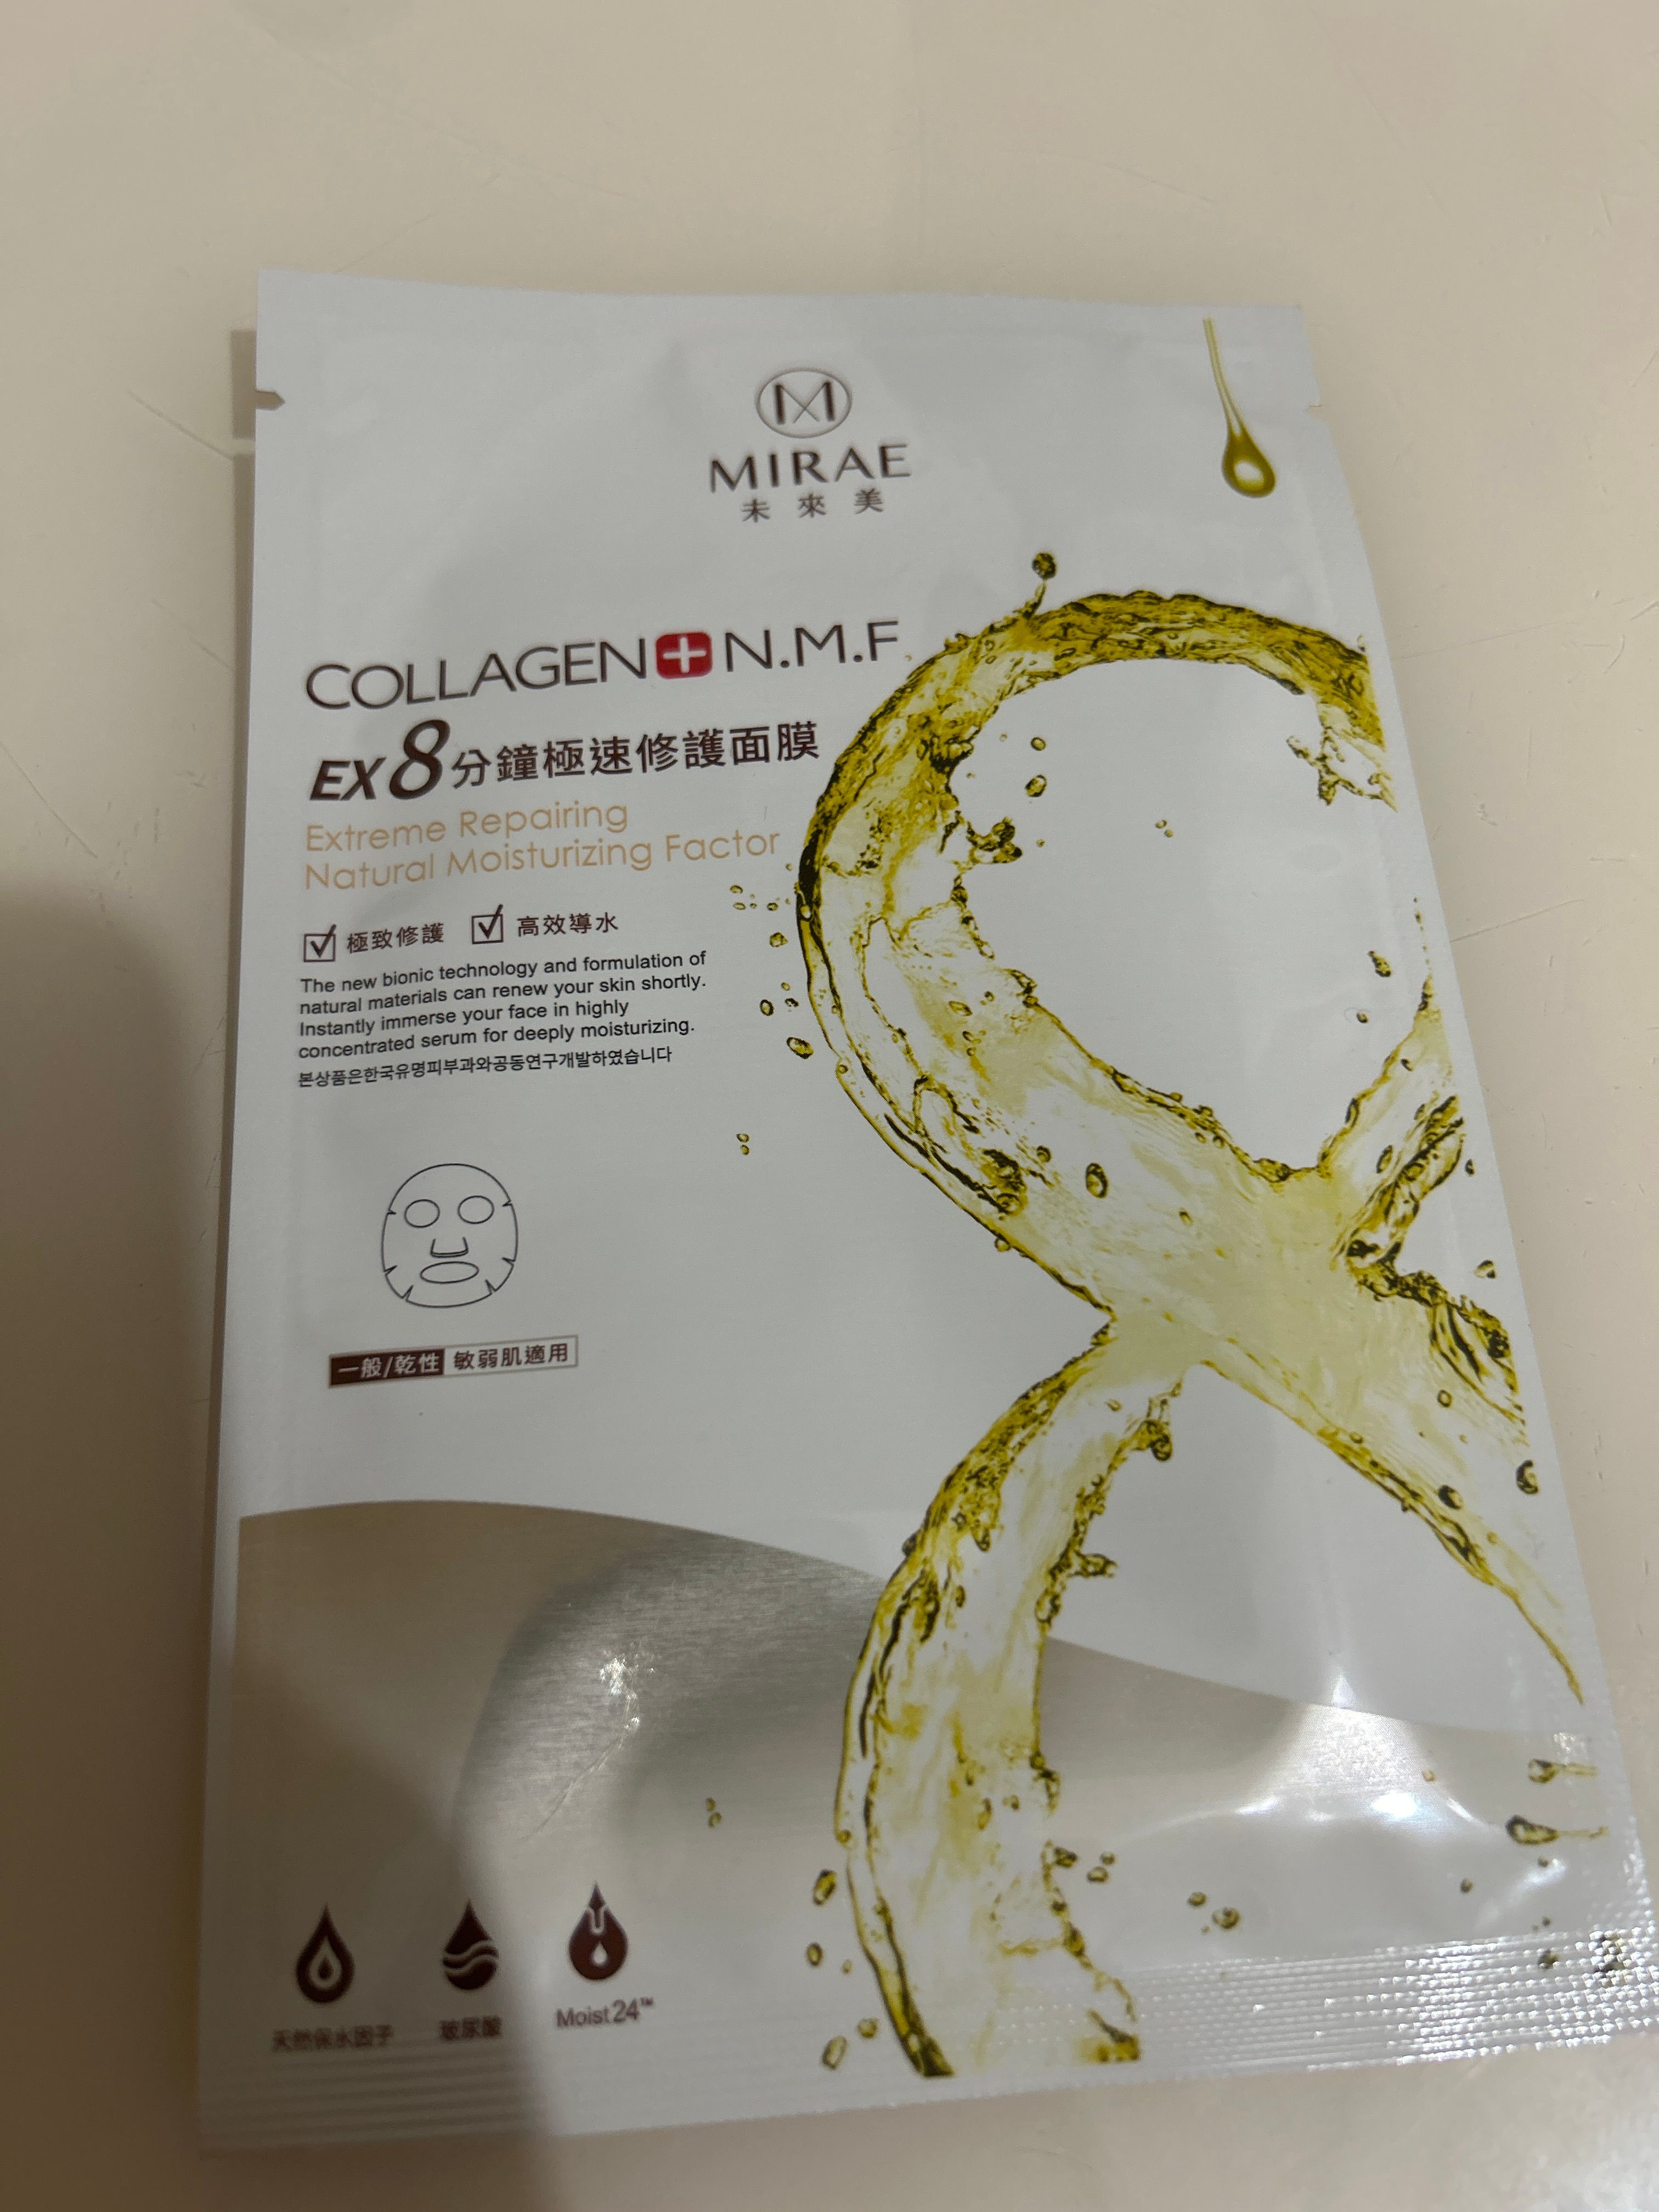 MIRAE
未來美
COLLAGEN+N.M.F
EX8分鐘極速修護面膜
Extreme Repairing
Natural Moisturizing Factor
極致修護 高效導水
The new bionic technology and formulation of
natural materials can renew your skin shortly.
Instantly immerse your face in highly
concentrated serum for deeply moisturizing.
본상품은한국유명피부과와공동연구개발하였습니다
一般/乾性 敏弱肌適用
天然保水因子 玻尿酸 Moist24™